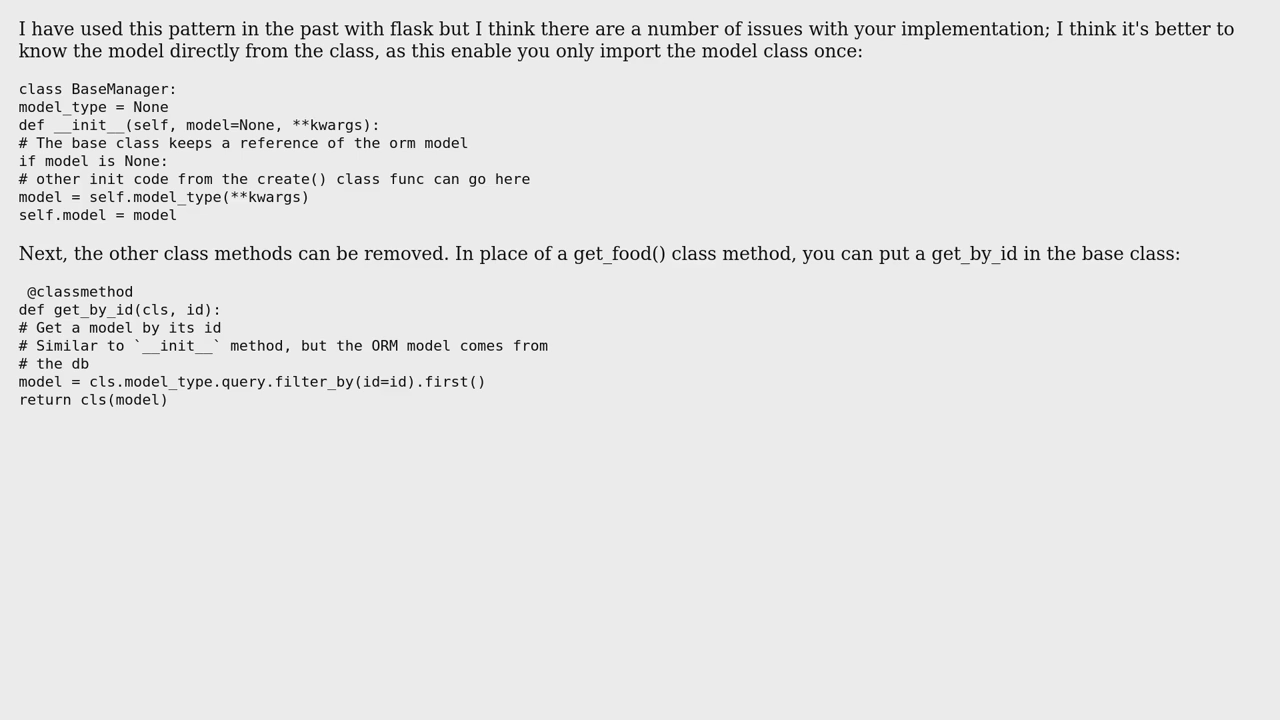 I have used this pattern in the past with flask but I think there are a number of issues with your implementation; I think it's better to
know the model directly from the class, as this enable you only import the model class once:
class BaseManager:
model_type = None
def __init__(self, model=None, **kwargs):
# The base class keeps a reference of the orm model
if model is None:
# other init code from the create() class func can go here
model = self.model_type(**kwargs)
self.model = model
Next, the other class methods can be removed. In place of a get_food() class method, you can put a get_by_id in the base class:
@classmethod
def get_by_id(cls, id):
# Get a model by its id
# Similar to `__init__` method, but the ORM model comes from
# the db
model = cls.model_type.query.filter_by(id=id).first()
return cls(model)